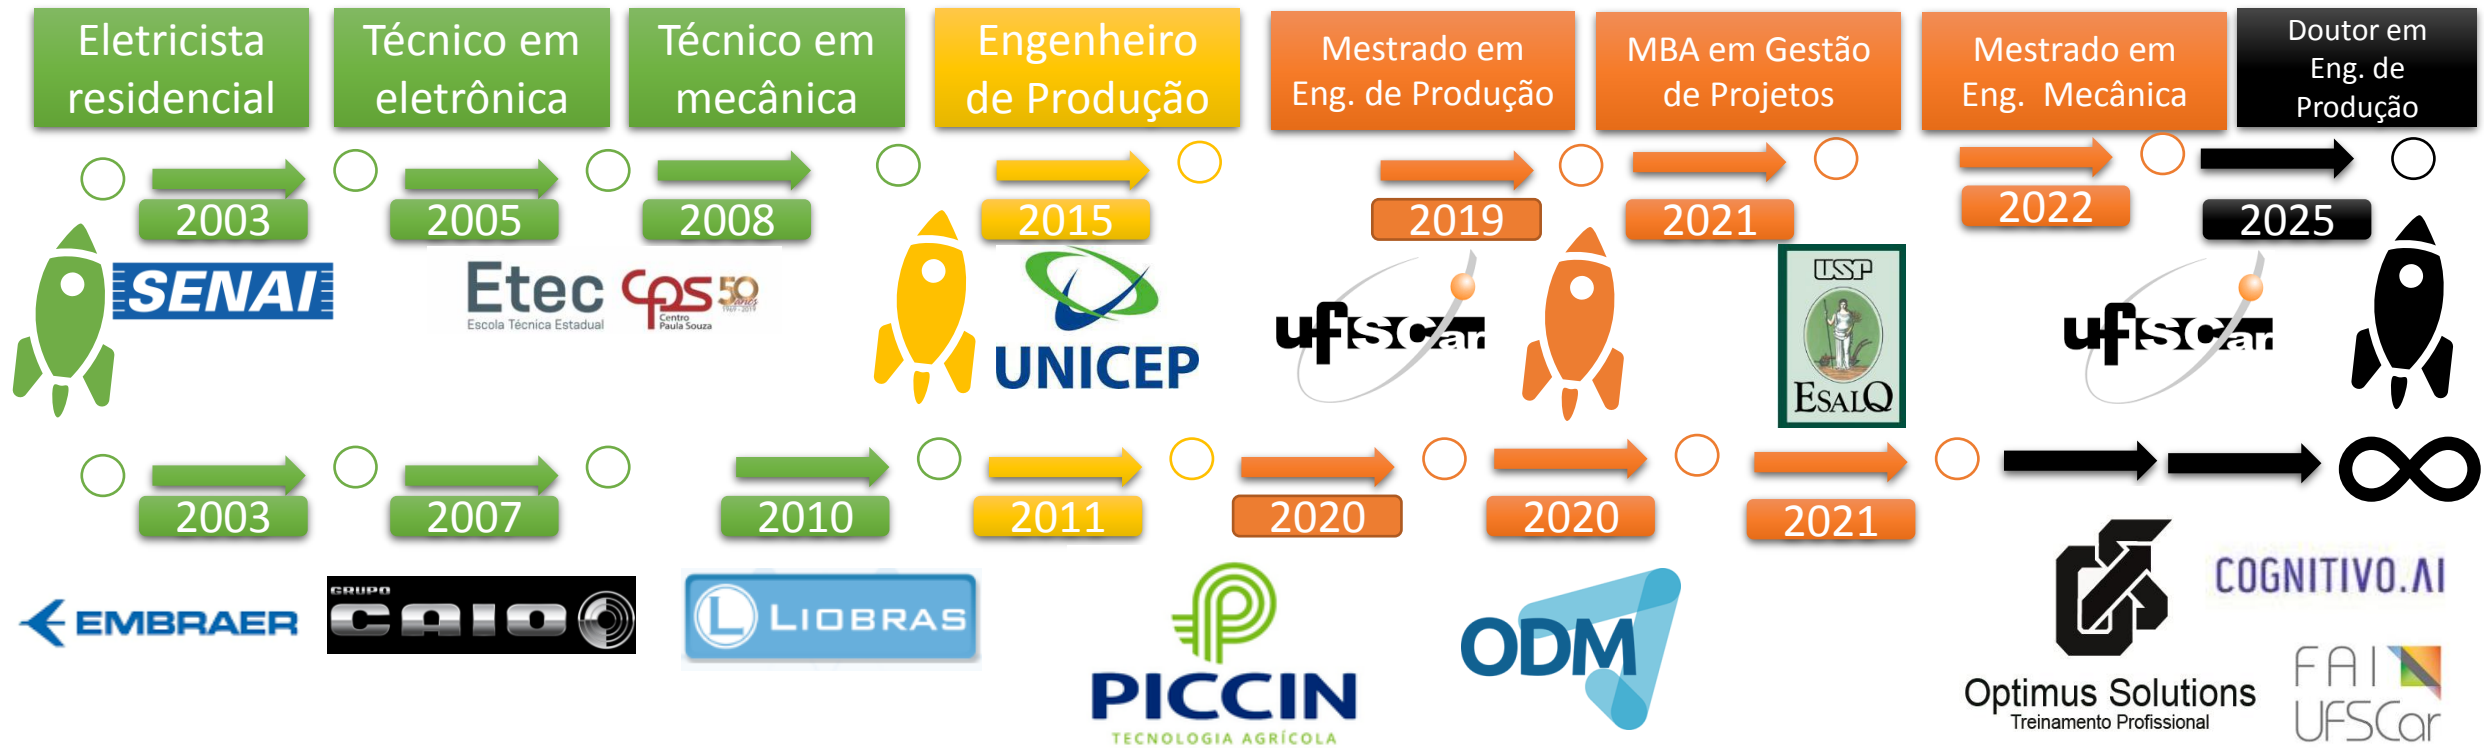 Eletricista
residencial
Técnico em
eletrônica
Técnico em
mecânica
Engenheiro
de Produção
Mestrado em
Eng. de Produção
MBA em Gestão
de Projetos
Mestrado em
Eng. Mecânica
Doutor em
Eng. de
Produção
2003
2005
2008
2015
2019
2021
2022
2025
SENAI
Etec
Escola Técnica Estadual
CPS
50
anos
1969 - 2019
Centro
Paula Souza
UNICEP
ufsCar
USP
ESALQ
ufsCar
2003
2007
2010
2011
2020
2020
2021
EMBRAER
GRUPO
CAIO
L LIOBRAS
PICCIN
TECNOLOGIA AGRÍCOLA
ODM
Optimus Solutions
Treinamento Profissional
COGNITIVO.AI
FAI
UFSCar